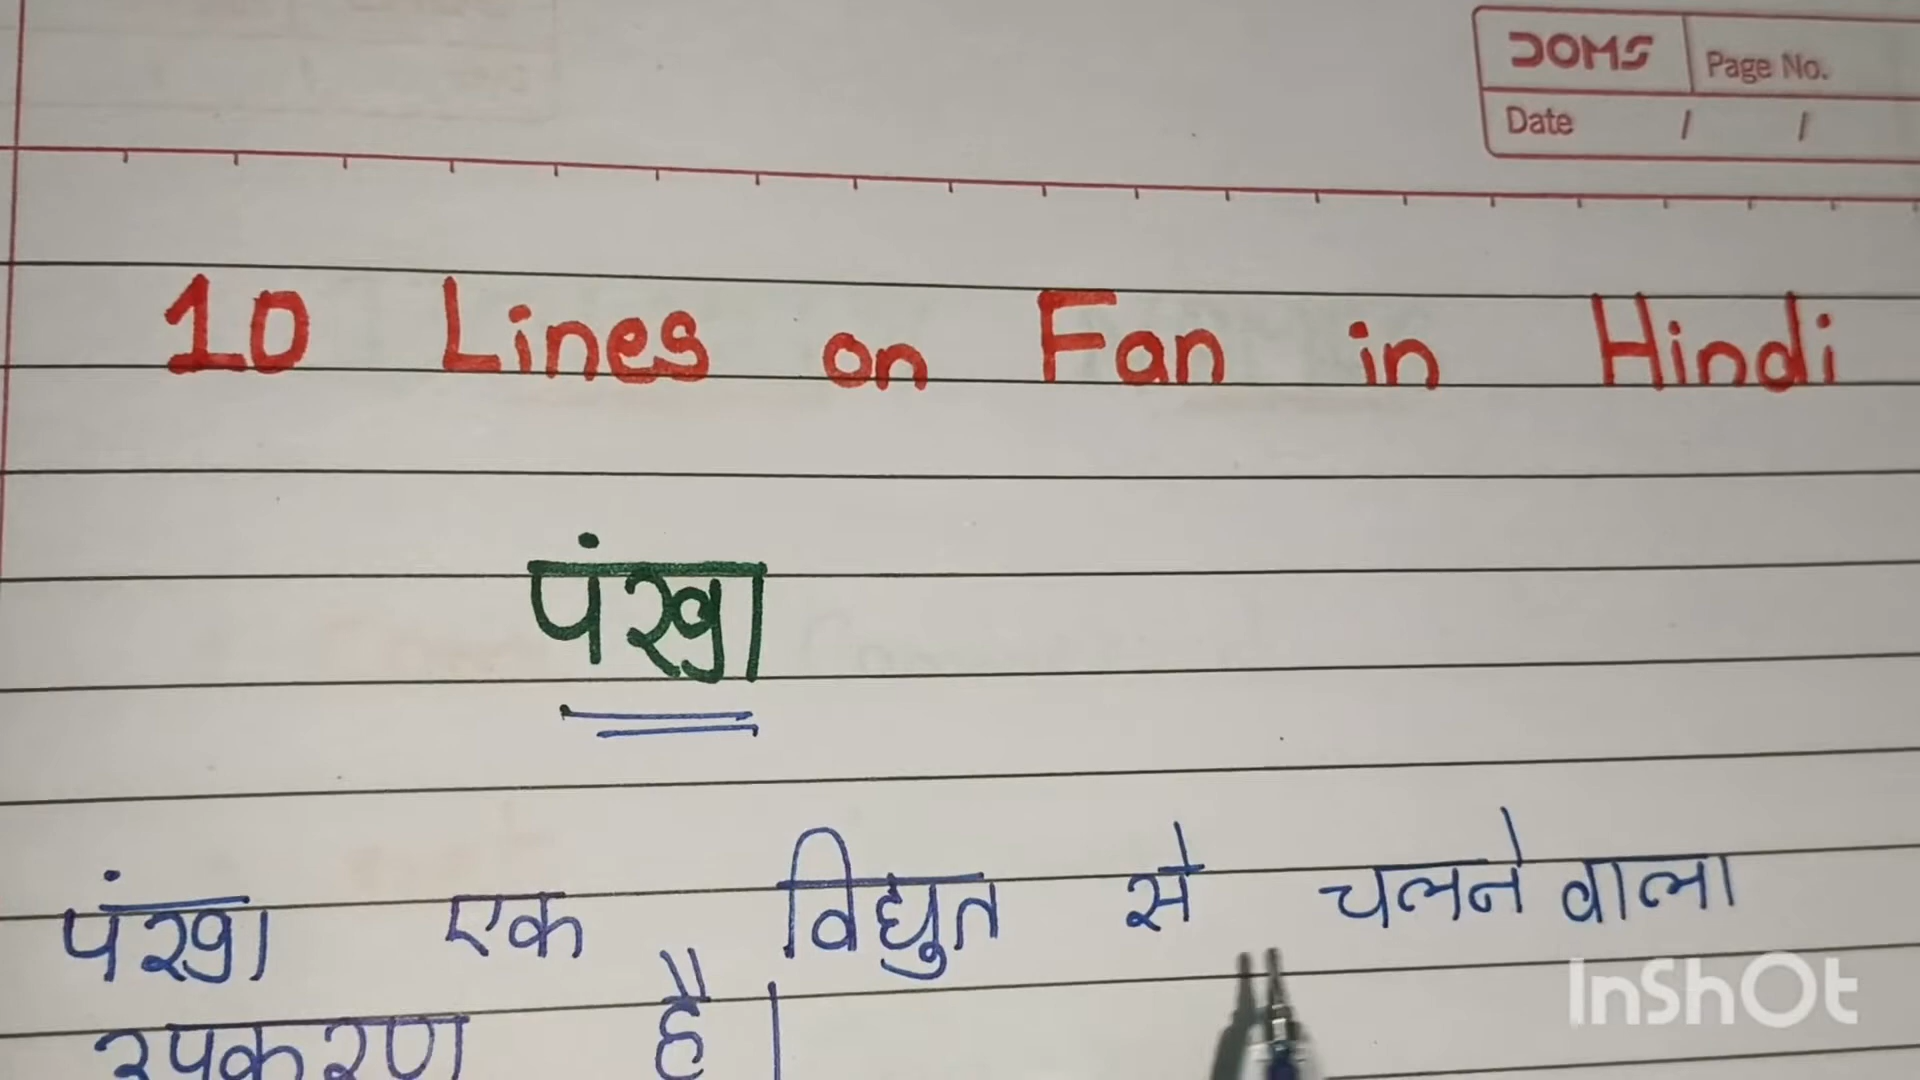 DOMS Page No.
Date / /
10 Lines on Fan in Hindi
पंखा
पंखा एक विद्युत से चलने वाला
उपकरण है।
InShOt